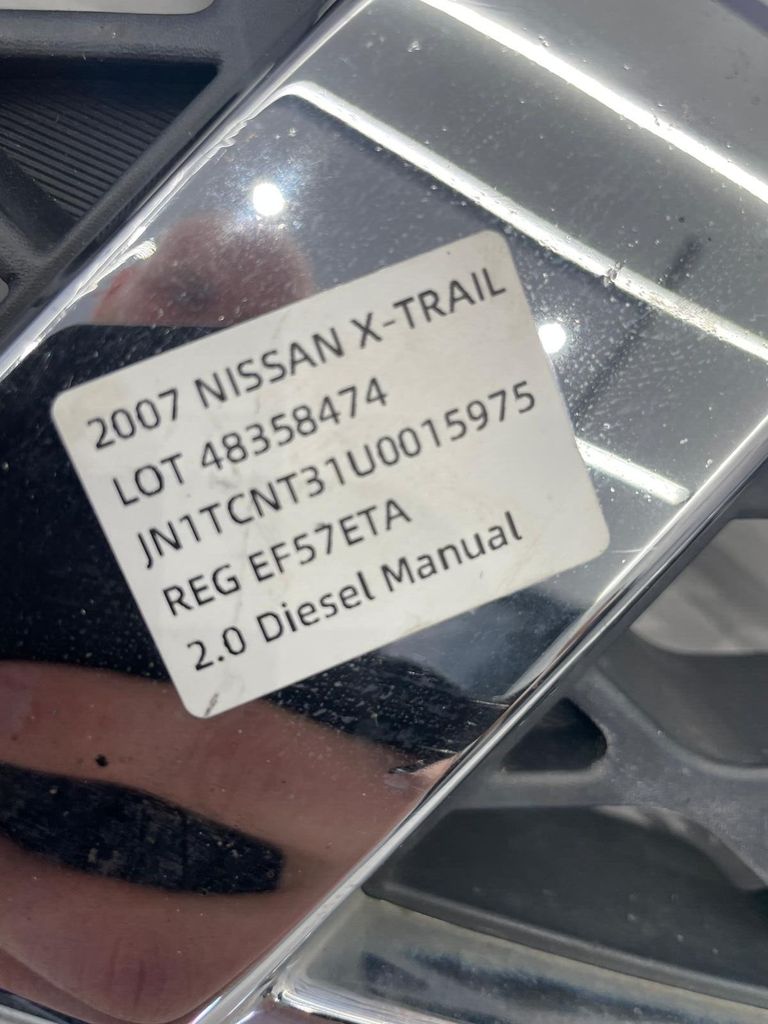 2007 NISSAN X-TRAIL
LOT 48358474
JN1TCNT31U0015975
REG EF57ETA
2.0 Diesel Manual